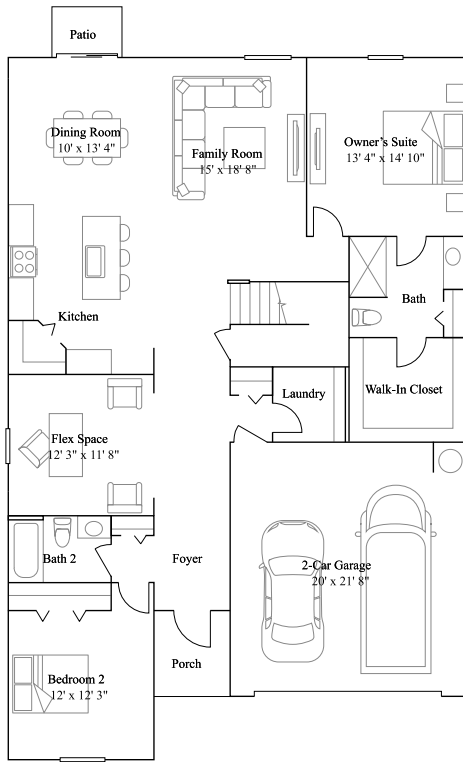 Patio
Dining Room
10' x 13' 4"
Family Room
15' x 18' 8"
Owner's Suite
13' 4" x 14' 10"
Kitchen
Bath
Laundry
Walk-In Closet
Flex Space
12' 3" x 11' 8"
Bath 2
Foyer
2-Car Garage
20' x 21' 8"
Porch
Bedroom 2
12' x 12' 3"